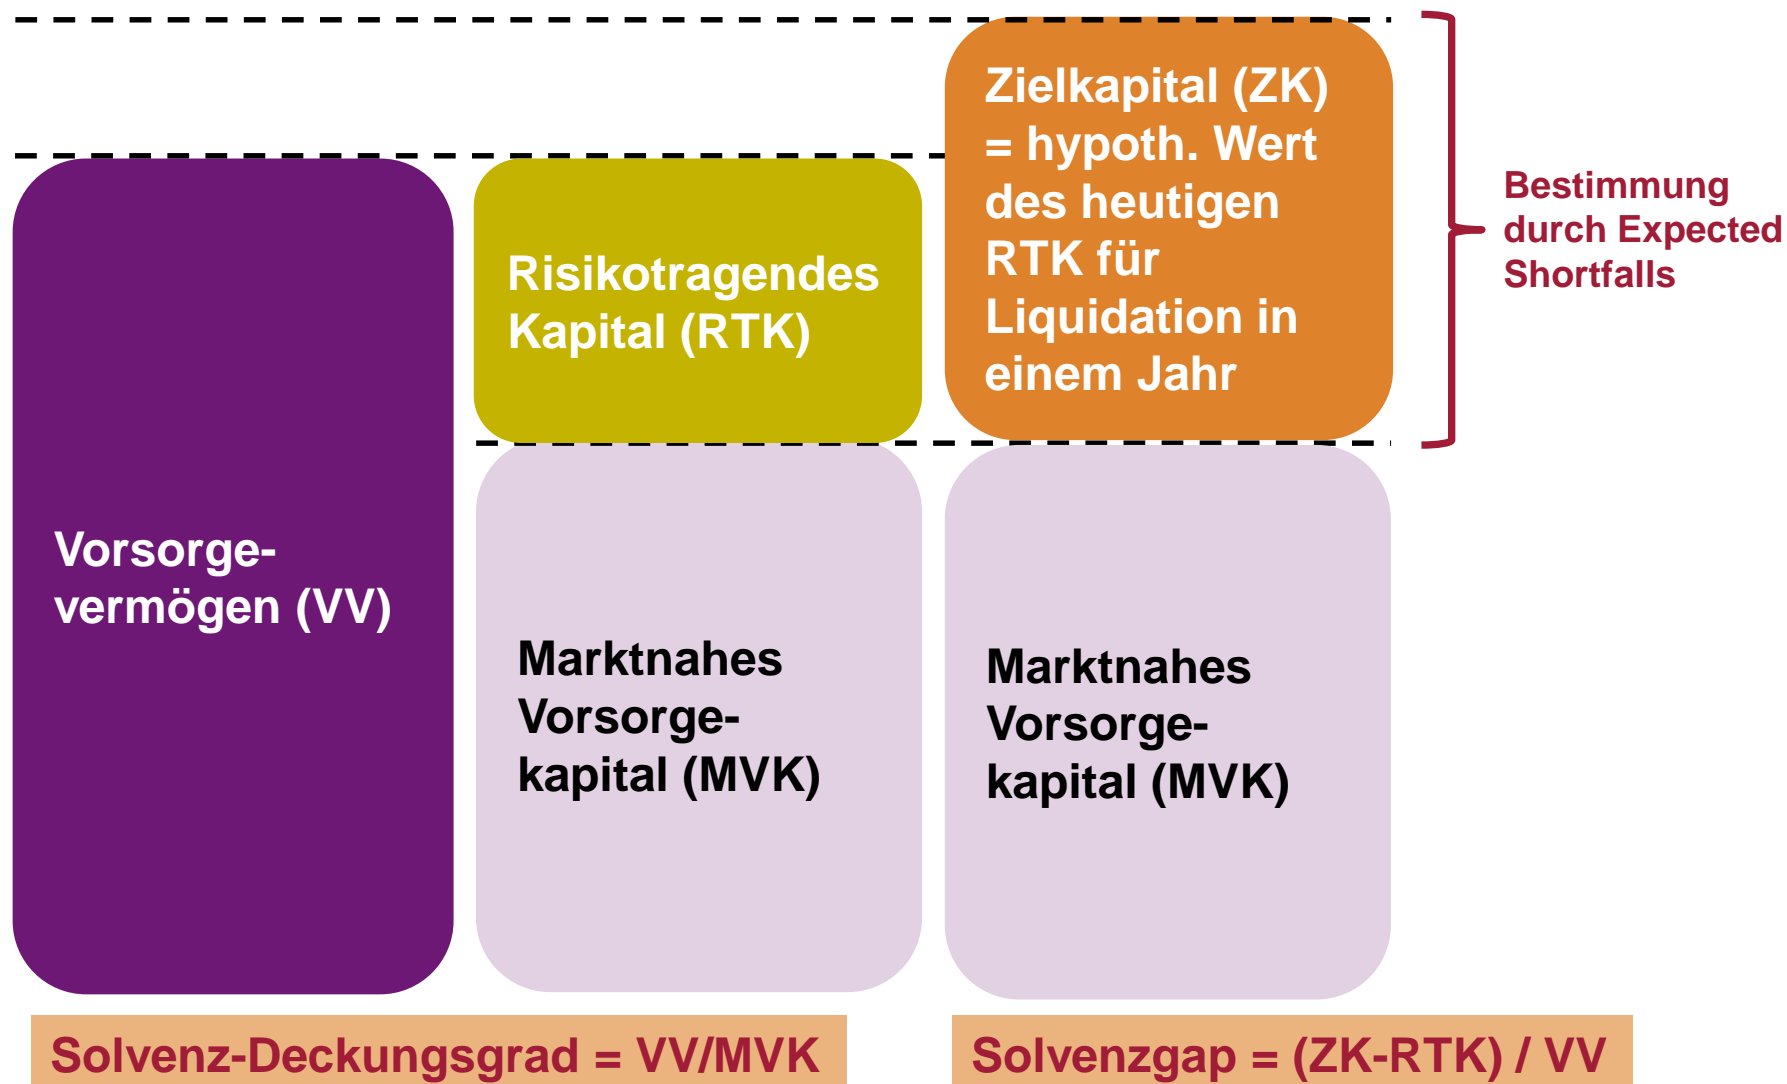 Vorsorge-
vermögen (VV)
Risikotragendes
Kapital (RTK)
Marktnahes
Vorsorge-
kapital (MVK)
Zielkapital (ZK)
= hypoth. Wert
des heutigen
RTK für
Liquidation in
einem Jahr
Marktnahes
Vorsorge-
kapital (MVK)
Bestimmung
durch Expected
Shortfalls
Solvenz-Deckungsgrad = VV/MVK
Solvenzgap = (ZK-RTK) / VV